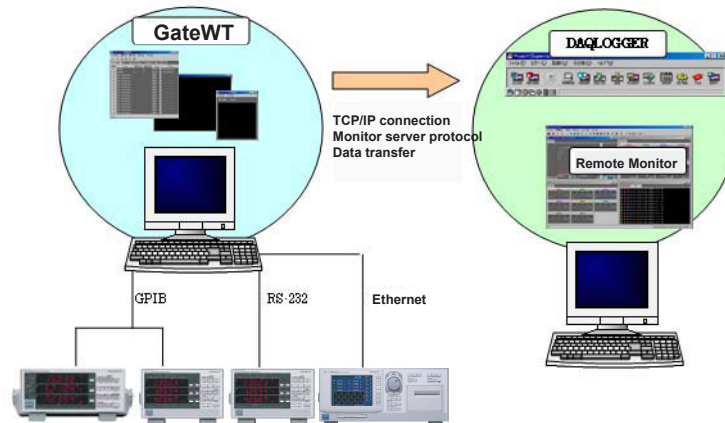 GateWT
DAQLOGGER
TCP/IP connection
Monitor server protocol
Data transfer
Remote Monitor
GPIB
RS-232
Ethernet